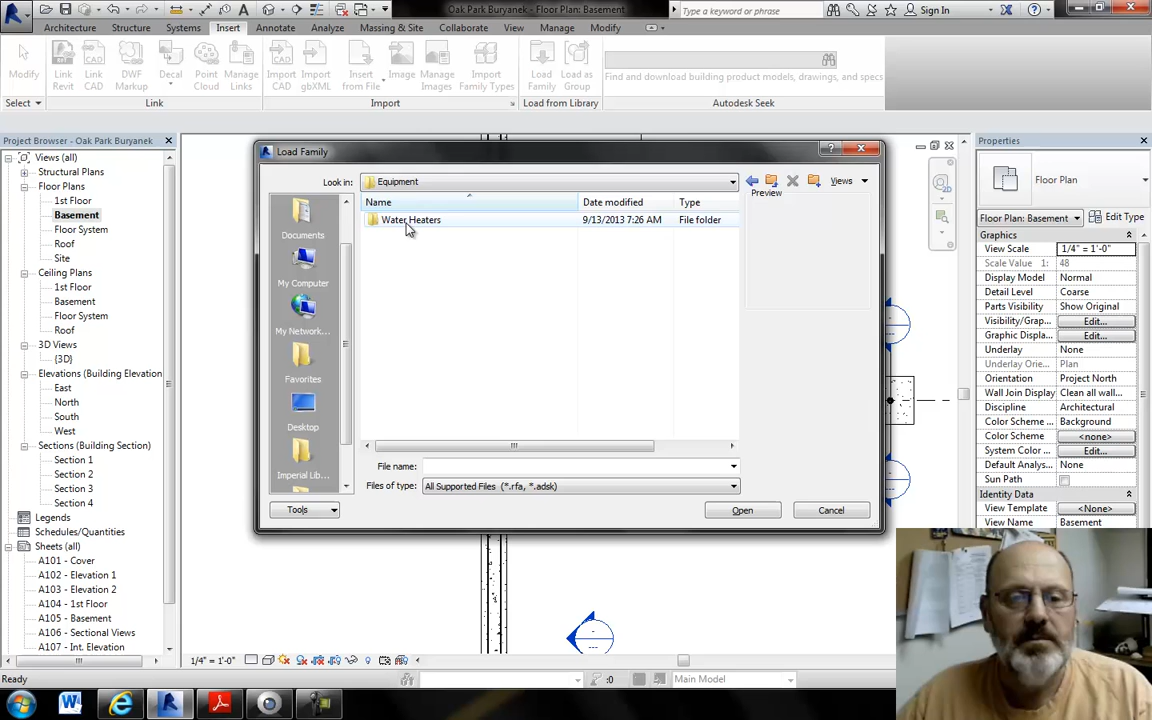 Oak Park Buryanek - Floor Plan: Basement
Type a keyword or phrase
Sign In
Architecture Structure Systems Insert Annotate Analyze Massing & Site Collaborate View Manage Modify
Modify
Link Revit
Link CAD
DWF Markup
Decal
Point Cloud
Manage Links
Import CAD
Import gbXML
Insert from File
Image
Manage Images
Import Family Types
Load Family
Load as Group
Find and download building product models, drawings, and specs
Select
Link
Import
Load from Library
Autodesk Seek
Project Browser - Oak Park Buryanek
Views (all)
Structural Plans
Floor Plans
1st Floor
Basement
Floor System
Roof
Site
Ceiling Plans
1st Floor
Basement
Floor System
Roof
3D Views
{3D}
Elevations (Building Elevation
East
North
South
West
Sections (Building Section)
Section 1
Section 2
Section 3
Section 4
Legends
Schedules/Quantities
Sheets (all)
A101 - Cover
A102 - Elevation 1
A103 - Elevation 2
A104 - 1st Floor
A105 - Basement
A106 - Sectional Views
A107 - Int. Elevation
Load Family
Look in:
Equipment
Views
Name
Date modified
Type
Water Heaters
9/13/2013 7:26 AM
File folder
Preview
Documents
My Computer
My Network...
Favorites
Desktop
Imperial Lib...
File name:
Files of type:
All Supported Files (*.rfa, *.adsk)
Tools
Open
Cancel
Properties
Floor Plan
Floor Plan: Basement
Edit Type
Graphics
View Scale 1/4" = 1'-0"
Scale Value 1: 48
Display Model Normal
Detail Level Coarse
Parts Visibility Show Original
Visibility/Grap... Edit...
Graphic Displa... Edit...
Underlay None
Underlay Orie... Plan
Orientation Project North
Wall Join Display Clean all wall...
Discipline Architectural
Color Scheme ... Background
Color Scheme <none>
System Color ... Edit...
Default Analys... None
Sun Path
Identity Data
View Template <None>
View Name Basement
1/4" = 1'-0"
Ready
:0
Main Model